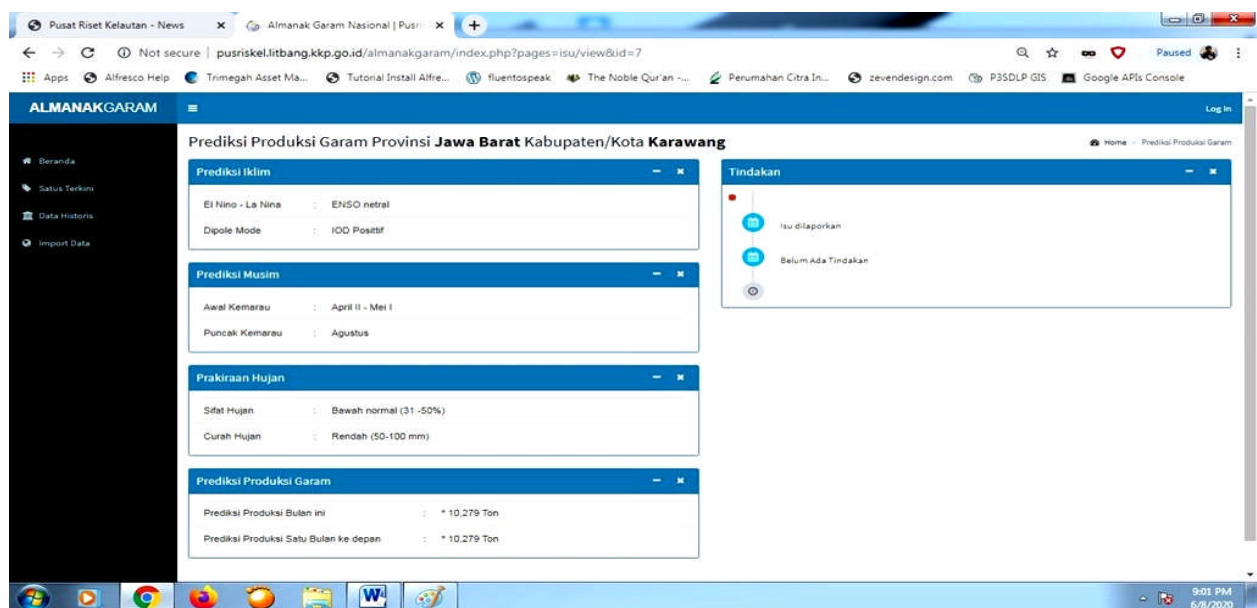 Pusat Riset Kelautan - News
Almanak Garam Nasional | Pusri
Not secure | pusriskel.litbang.kkp.go.id/almanakgaram/index.php?pages=isu/view&id=7
Paused
Apps Alfresco Help Trimegah Asset Ma... Tutorial Install Alfre... fluentospeak The Noble Qur'an -... Perumahan Citra In... zevendesign.com P3SDLP GIS Google APIs Console
ALMANAKGARAM
Log In
Beranda
Satus Terkini
Data Historis
Import Data
Prediksi Produksi Garam Provinsi Jawa Barat Kabupaten/Kota Karawang
Home - Prediksi Produksi Garam
Prediksi Iklim
El Nino - La Nina : ENSO netral
Dipole Mode : IOD Posittif
Prediksi Musim
Awal Kemarau : April II - Mei I
Puncak Kemarau : Agustus
Prakiraan Hujan
Sifat Hujan : Bawah normal (31 -50%)
Curah Hujan : Rendah (50-100 mm)
Prediksi Produksi Garam
Prediksi Produksi Bulan ini : * 10,279 Ton
Prediksi Produksi Satu Bulan ke depan : * 10,279 Ton
Tindakan
Isu dilaporkan
Belum Ada Tindakan
9:01 PM
6/8/2020